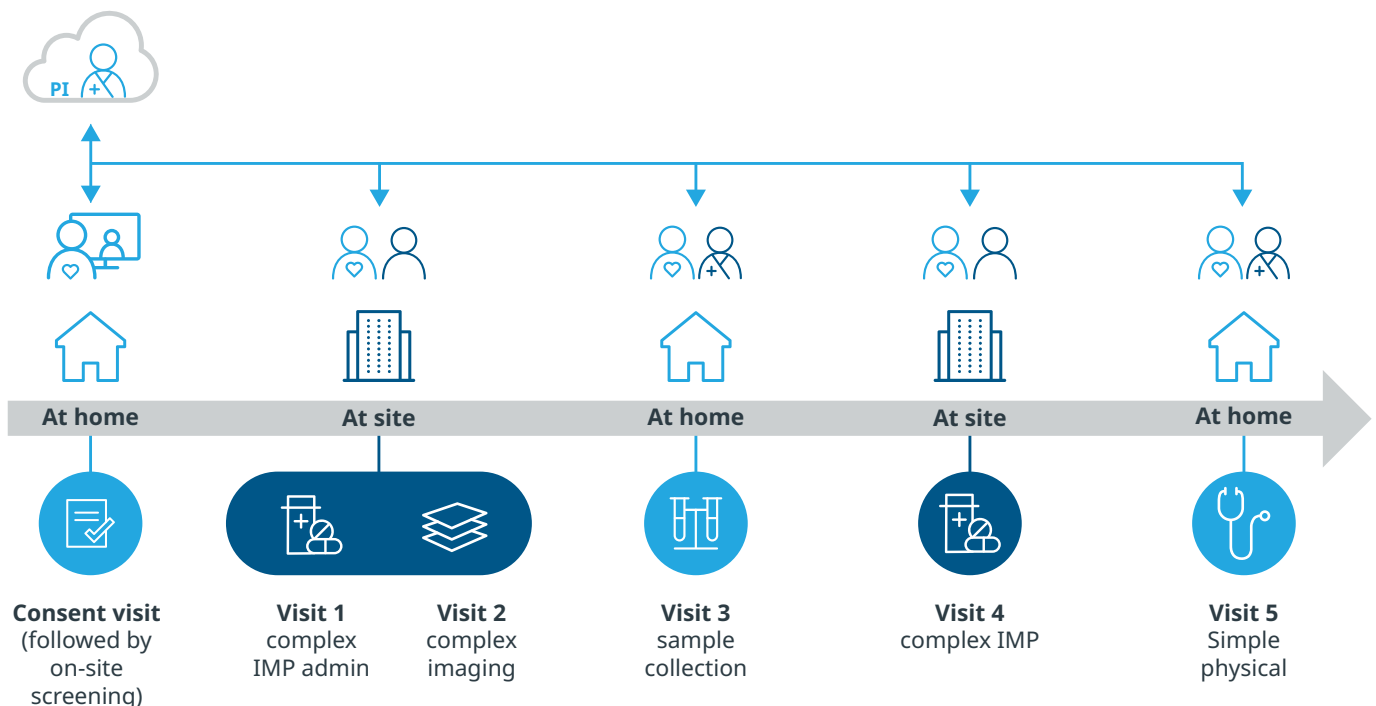 PI
At home
At site
At home
At site
At home
Consent visit
(followed by
on-site
screening)
Visit 1
complex
IMP admin
Visit 2
complex
imaging
Visit 3
sample
collection
Visit 4
complex IMP
Visit 5
Simple
physical